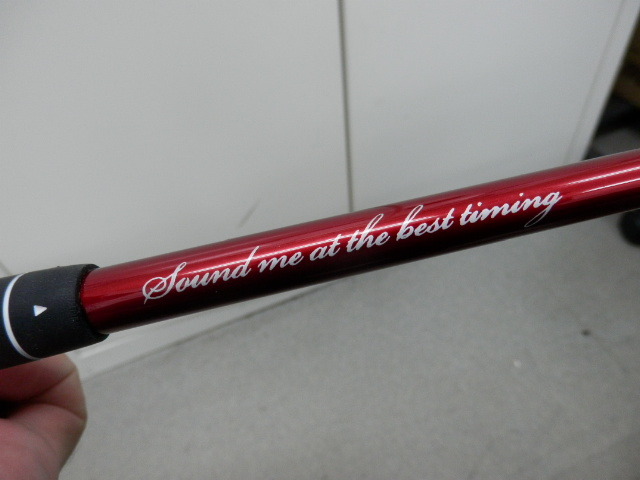 Sound me at the best timing